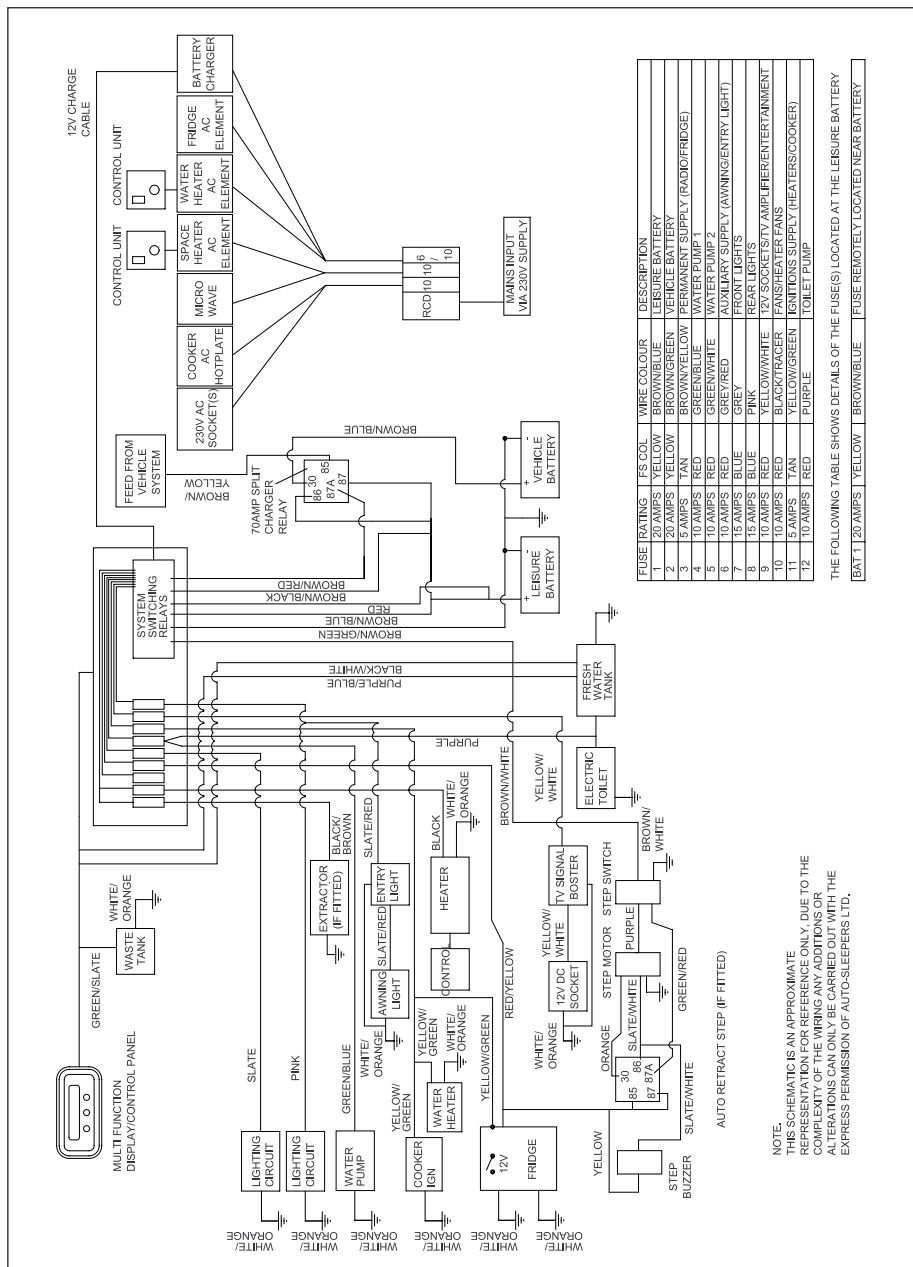 MULTI FUNCTION
DISPLAY/CONTROL PANEL
GREEN/SLATE
WASTE
TANK
WHITE/
ORANGE
SYSTEM
SWITCHING
RELAYS
12V CHARGE
CABLE
CONTROL UNIT
CONTROL UNIT
BATTERY
CHARGER
FRIDGE
AC
ELEMENT
WATER
HEATER
AC
ELEMENT
SPACE
HEATER
AC
ELEMENT
MICRO
WAVE
COOKER
AC
HOTPLATE
230V AC
SOCKET(S)
RCD
10
10
6
/
10
MAINS INPUT
VIA 230V SUPPLY
FEED FROM
VEHICLE
SYSTEM
BROWN/
YELLOW
70AMP SPLIT
CHARGER
RELAY
30
85
86
87A
87
BROWN/BLUE
BROWN/RED
BROWN/BLACK
RED
BROWN/BLUE
BROWN/GREEN
+
-
LEISURE
BATTERY
+
-
VEHICLE
BATTERY
BLACK/WHITE
PURPLE/BLUE
PURPLE
FRESH
WATER
TANK
ELECTRIC
TOILET
SLATE
LIGHTING
CIRCUIT
WHITE/
ORANGE
PINK
LIGHTING
CIRCUIT
WHITE/
ORANGE
GREEN/BLUE
WATER
PUMP
WHITE/
ORANGE
BLACK/
BROWN
EXTRACTOR
(IF FITTED)
SLATE/RED
ENTRY
LIGHT
SLATE/RED
AWNING
LIGHT
WHITE/
ORANGE
BLACK
HEATER
WHITE/
ORANGE
CONTROL
YELLOW/
GREEN
WATER
HEATER
WHITE/
ORANGE
YELLOW/
GREEN
COOKER
IGN
WHITE/
ORANGE
YELLOW/GREEN
RED/YELLOW
12V
FRIDGE
WHITE/
ORANGE
WHITE/
ORANGE
BROWN/WHITE
YELLOW/
WHITE
TV SIGNAL
BOSTER
YELLOW/
WHITE
12V DC
SOCKET
WHITE/
ORANGE
STEP SWITCH
BROWN/
WHITE
PURPLE
STEP MOTOR
GREEN/RED
SLATE/WHITE
ORANGE
30
86
85
87A
87
SLATE/WHITE
YELLOW
STEP
BUZZER
AUTO RETRACT STEP (IF FITTED)
NOTE.
THIS SCHEMATIC IS AN APPROXIMATE
REPRESENTATION FOR REFERENCE ONLY, DUE TO THE
COMPLEXITY OF THE WIRING ANY ADDITIONS OR
ALTERATIONS CAN ONLY BE CARRIED OUT WITH THE
EXPRESS PERMISSION OF AUTO-SLEEPERS LTD.
FUSE RATING FS COL WIRE COLOUR DESCRIPTION
1 20 AMPS YELLOW BROWN/BLUE LEISURE BATTERY
2 20 AMPS YELLOW BROWN/GREEN VEHICLE BATTERY
3 5 AMPS TAN BROWN/YELLOW PERMANENT SUPPLY (RADIO/FRIDGE)
4 10 AMPS RED GREEN/BLUE WATER PUMP 1
5 10 AMPS RED GREEN/WHITE WATER PUMP 2
6 10 AMPS RED GREY/RED AUXILIARY SUPPLY (AWNING/ENTRY LIGHT)
7 15 AMPS BLUE GREY FRONT LIGHTS
8 15 AMPS BLUE PINK REAR LIGHTS
9 10 AMPS RED YELLOW/WHITE 12V SOCKETS/TV AMPLIFIER/ENTERTAINMENT
10 10 AMPS RED BLACK/TRACER FANS/HEATER FANS
11 5 AMPS TAN YELLOW/GREEN IGNITIONS SUPPLY (HEATERS/COOKER)
12 10 AMPS RED PURPLE TOILET PUMP
THE FOLLOWING TABLE SHOWS DETAILS OF THE FUSE(S) LOCATED AT THE LEISURE BATTERY
BAT 1 20 AMPS YELLOW BROWN/BLUE FUSE REMOTELY LOCATED NEAR BATTERY